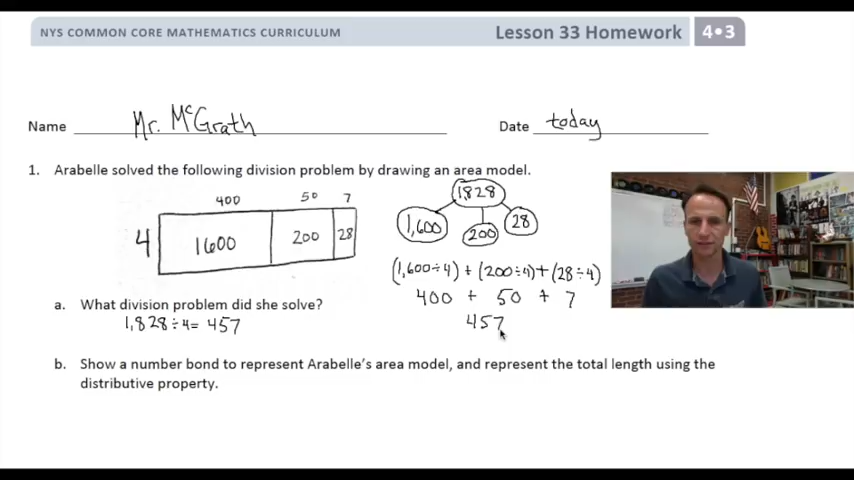 NYS COMMON CORE MATHEMATICS CURRICULUM
Lesson 33 Homework 4•3
Name Mr. McGrath
Date today
1. Arabelle solved the following division problem by drawing an area model.
400 50 7
4 1600 200 28
1,828
1,600 200 28
(1,600÷4) + (200÷4) + (28÷4)
400 + 50 + 7
457
a. What division problem did she solve?
1,828÷4= 457
b. Show a number bond to represent Arabelle's area model, and represent the total length using the
distributive property.